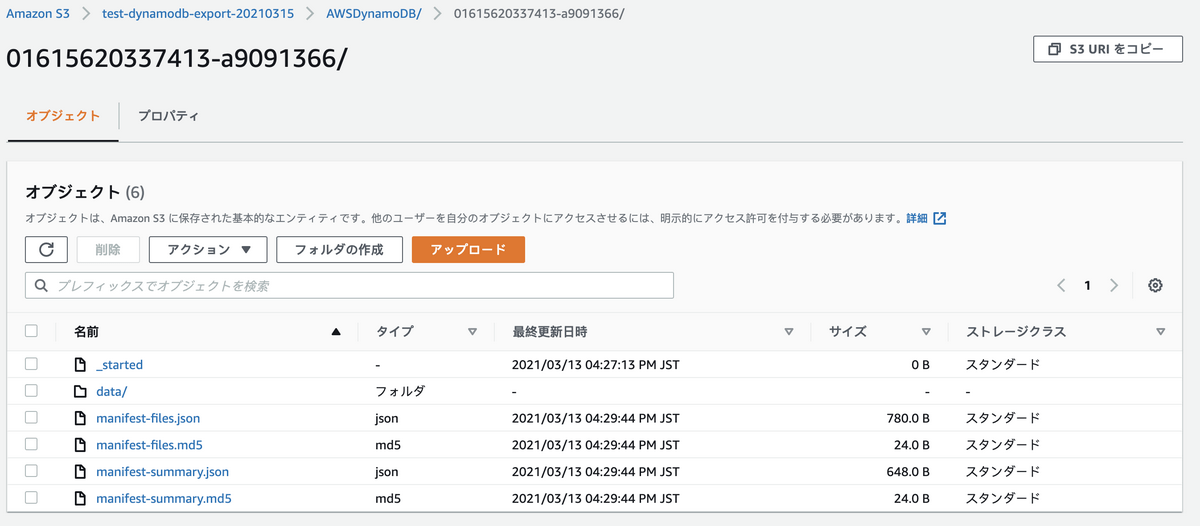 Amazon S3 > test-dynamodb-export-20210315 > AWSDynamoDB/ > 01615620337413-a9091366/
01615620337413-a9091366/
S3 URI をコピー
オブジェクト プロパティ
オブジェクト (6)
オブジェクトは、Amazon S3 に保存された基本的なエンティティです。他のユーザーを自分のオブジェクトにアクセスさせるには、明示的にアクセス許可を付与する必要があります。詳細
削除 アクション フォルダの作成 アップロード
プレフィックスでオブジェクトを検索 1
名前 タイプ 最終更新日時 サイズ ストレージクラス
_started - 2021/03/13 04:27:13 PM JST 0 B スタンダード
data/ フォルダ - - -
manifest-files.json json 2021/03/13 04:29:44 PM JST 780.0 B スタンダード
manifest-files.md5 md5 2021/03/13 04:29:44 PM JST 24.0 B スタンダード
manifest-summary.json json 2021/03/13 04:29:44 PM JST 648.0 B スタンダード
manifest-summary.md5 md5 2021/03/13 04:29:44 PM JST 24.0 B スタンダード